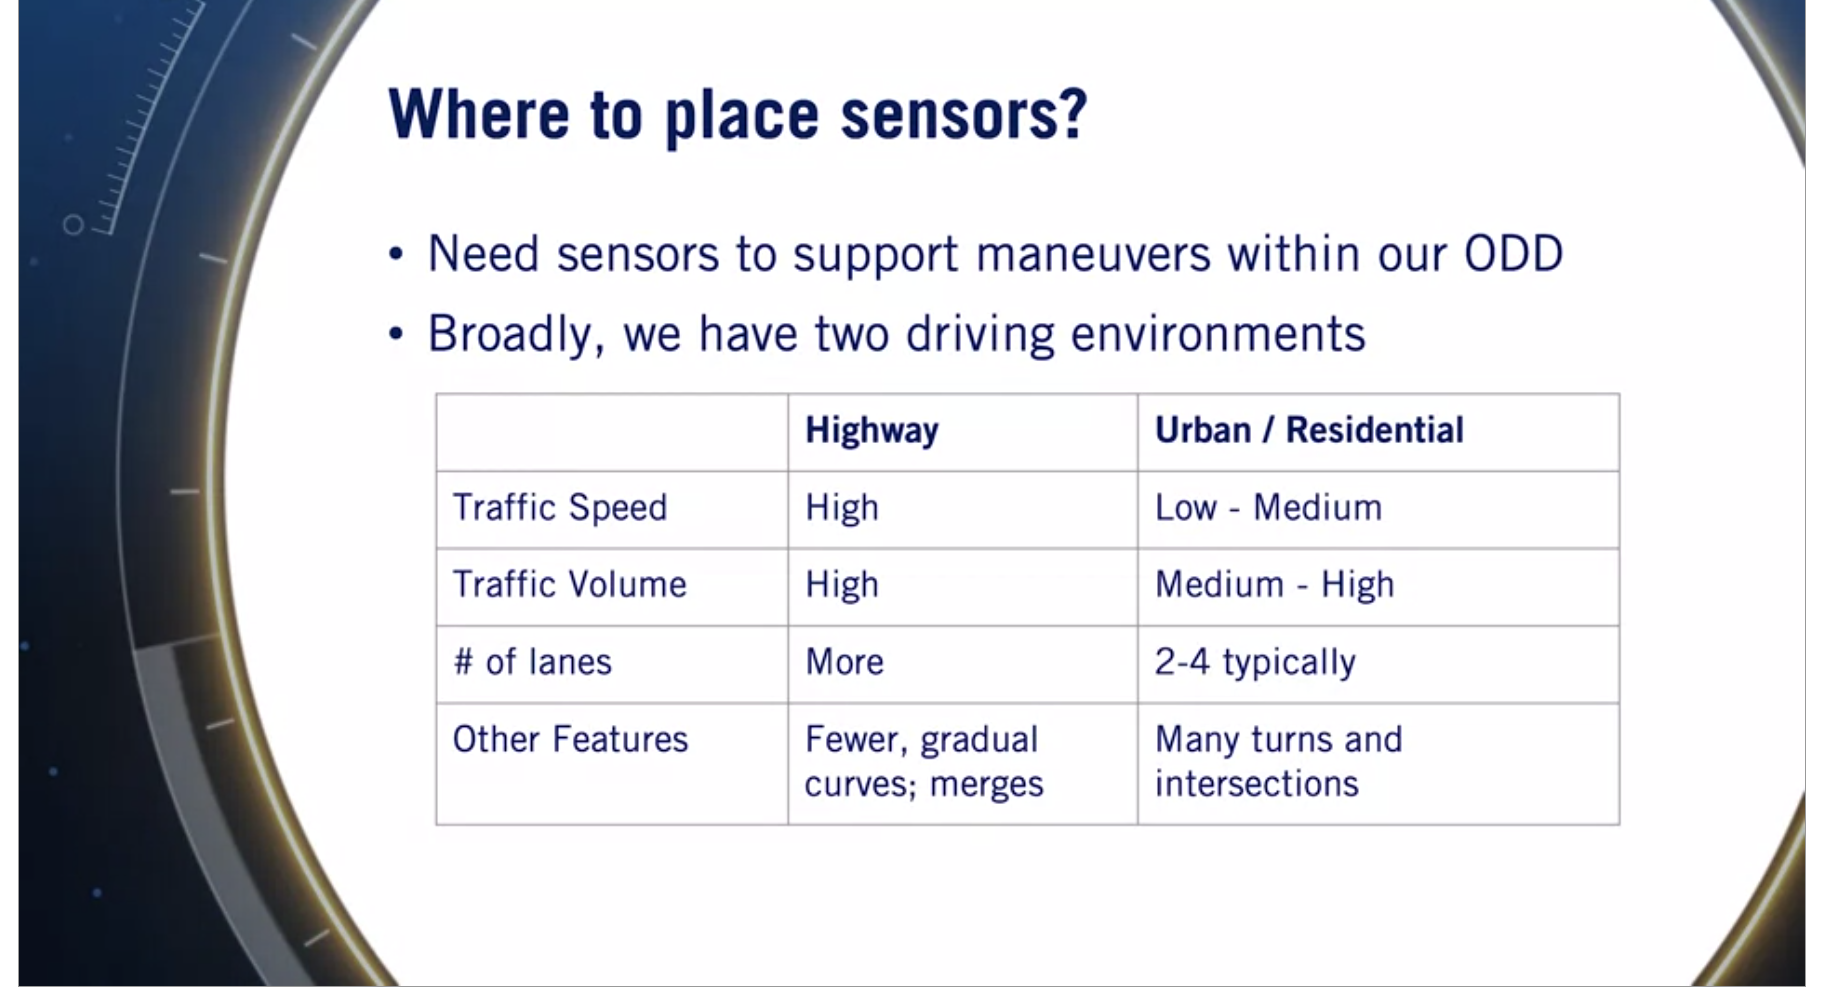 Where to place sensors?
• Need sensors to support maneuvers within our ODD
• Broadly, we have two driving environments
Highway Urban / Residential
Traffic Speed High Low - Medium
Traffic Volume High Medium - High
# of lanes More 2-4 typically
Other Features Fewer, gradual Many turns and
curves; merges intersections